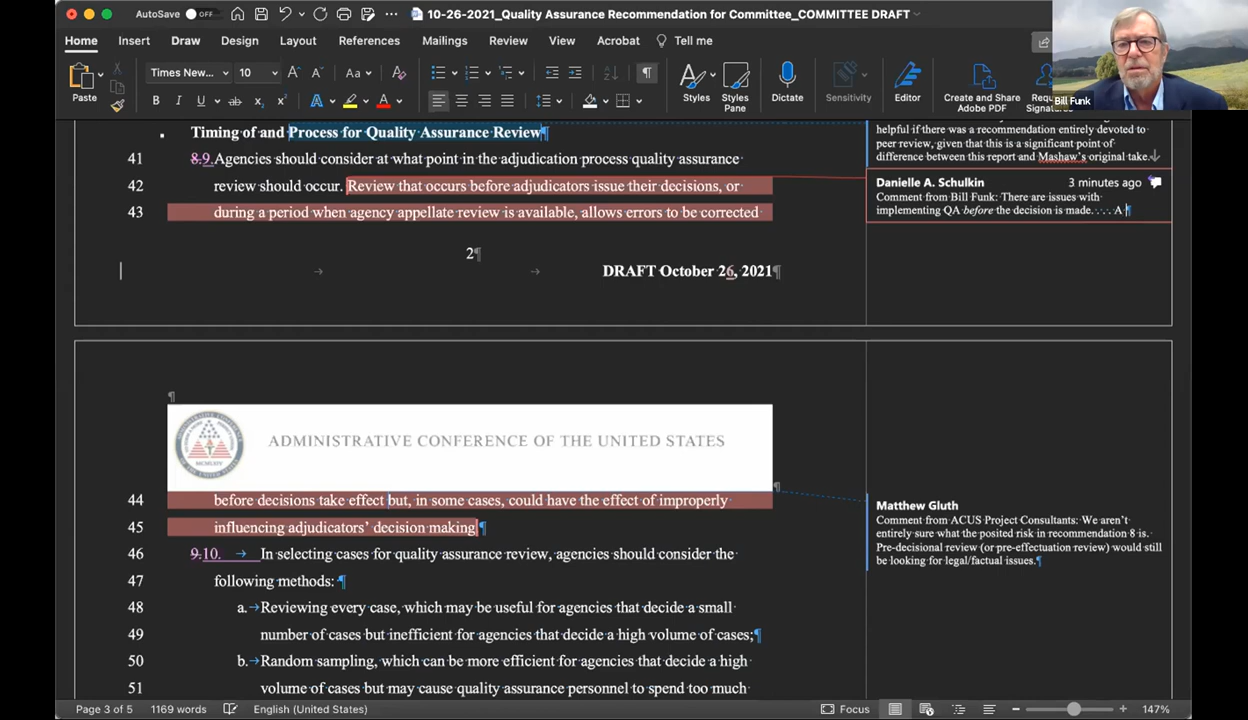 AutoSave OFF 10-26-2021_Quality Assurance Recommendation for Committee_COMMITTEE DRAFT
Home Insert Draw Design Layout References Mailings Review View Acrobat Tell me
Times New... 10 Aa
Paste Styles Styles Pane Dictate Sensitivity Editor Create and Share Adobe PDF Requ Signatures
Bill Funk
Timing of and Process for Quality Assurance Review
41 8.9. Agencies should consider at what point in the adjudication process quality assurance
42 review should occur. Review that occurs before adjudicators issue their decisions, or
43 during a period when agency appellate review is available, allows errors to be corrected
2
DRAFT October 26, 2021
helpful if there was a recommendation entirely devoted to
peer review, given that this is a significant point of
difference between this report and Mashaw's original take.
Danielle A. Schulkin 3 minutes ago
Comment from Bill Funk: There are issues with
implementing QA before the decision is made. . . . . A
ADMINISTRATIVE CONFERENCE OF THE UNITED STATES
44 before decisions take effect but, in some cases, could have the effect of improperly
45 influencing adjudicators' decision making
46 9.10. In selecting cases for quality assurance review, agencies should consider the
47 following methods:
48 a. Reviewing every case, which may be useful for agencies that decide a small
49 number of cases but inefficient for agencies that decide a high volume of cases;
50 b. Random sampling, which can be more efficient for agencies that decide a high
51 volume of cases but may cause quality assurance personnel to spend too much
Matthew Gluth
Comment from ACUS Project Consultants: We aren't
entirely sure what the posited risk in recommendation 8 is.
Pre-decisional review (or pre-effectuation review) would still
be looking for legal/factual issues.
Page 3 of 5 1169 words English (United States) Focus 147%